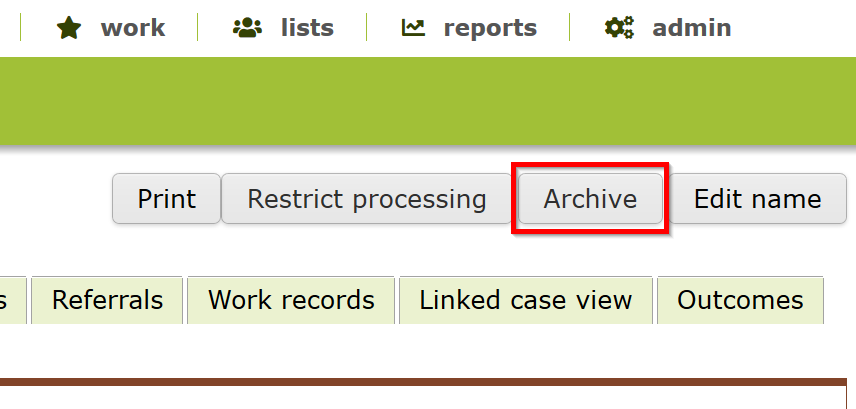 work lists reports admin
Print Restrict processing Archive Edit name
s Referrals Work records Linked case view Outcomes